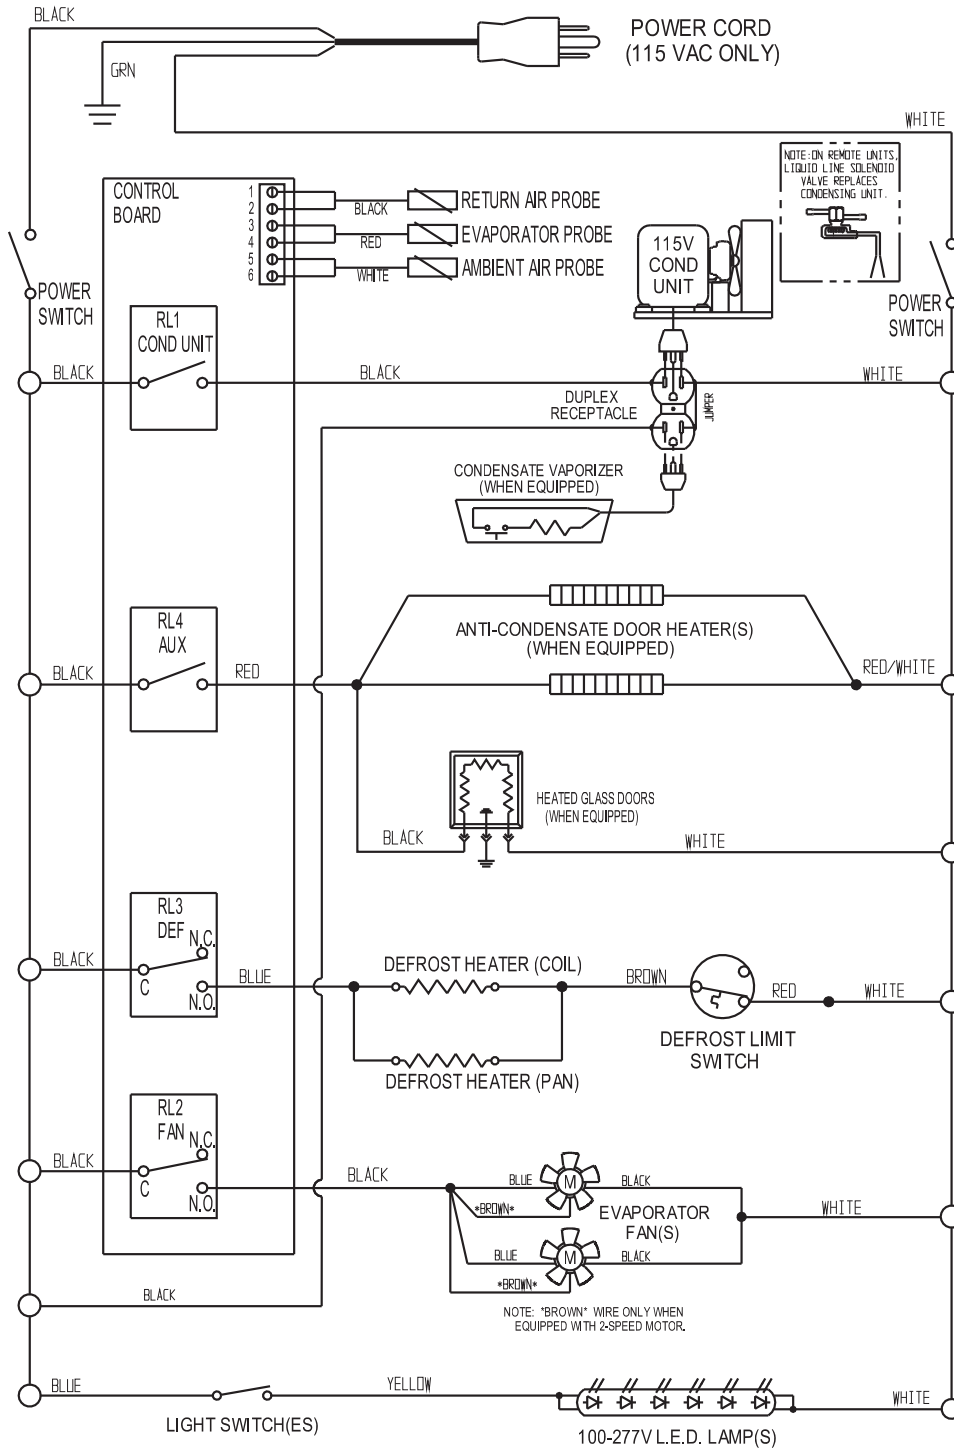 BLACK
POWER CORD
(115 VAC ONLY)
GRN
WHITE
NOTE:ON REMOTE UNITS,
LIQUID LINE SOLENOID
VALVE REPLACES
CONDENSING UNIT.
CONTROL
BOARD
1
2
3
4
5
6
BLACK
RETURN AIR PROBE
RED
EVAPORATOR PROBE
WHITE
AMBIENT AIR PROBE
115V
COND
UNIT
POWER
SWITCH
POWER
SWITCH
RL1
COND UNIT
BLACK
BLACK
WHITE
DUPLEX
RECEPTACLE
JUMPER
CONDENSATE VAPORIZER
(WHEN EQUIPPED)
RL4
AUX
BLACK
RED
ANTI-CONDENSATE DOOR HEATER(S)
(WHEN EQUIPPED)
RED/WHITE
HEATED GLASS DOORS
(WHEN EQUIPPED)
BLACK
WHITE
RL3
DEF
N.C.
C
N.O.
BLACK
BLUE
DEFROST HEATER (COIL)
BROWN
RED
WHITE
DEFROST LIMIT
SWITCH
DEFROST HEATER (PAN)
RL2
FAN
N.C.
C
N.O.
BLACK
BLACK
BLUE
M
BLACK
*BROWN*
EVAPORATOR
FAN(S)
WHITE
BLUE
M
BLACK
*BROWN*
NOTE: *BROWN* WIRE ONLY WHEN
EQUIPPED WITH 2-SPEED MOTOR.
BLACK
BLUE
LIGHT SWITCH(ES)
YELLOW
WHITE
100-277V L.E.D. LAMP(S)